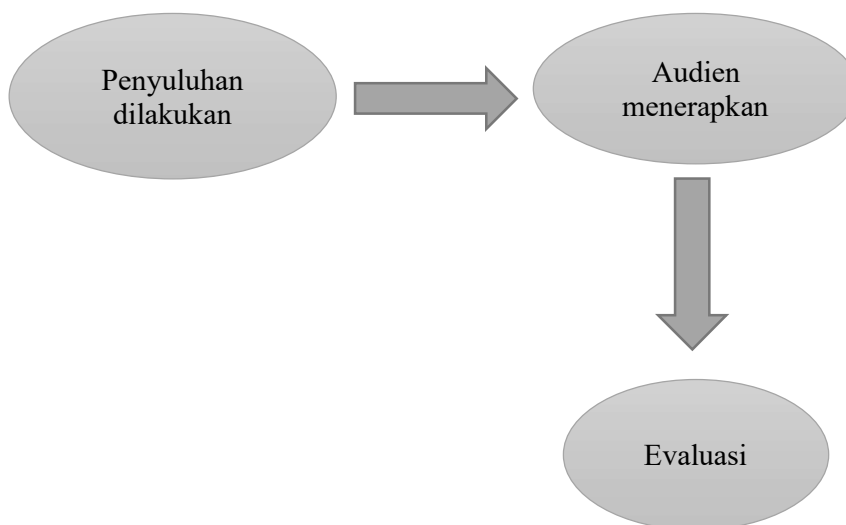 Penyuluhan
dilakukan
Audien
menerapkan
Evaluasi